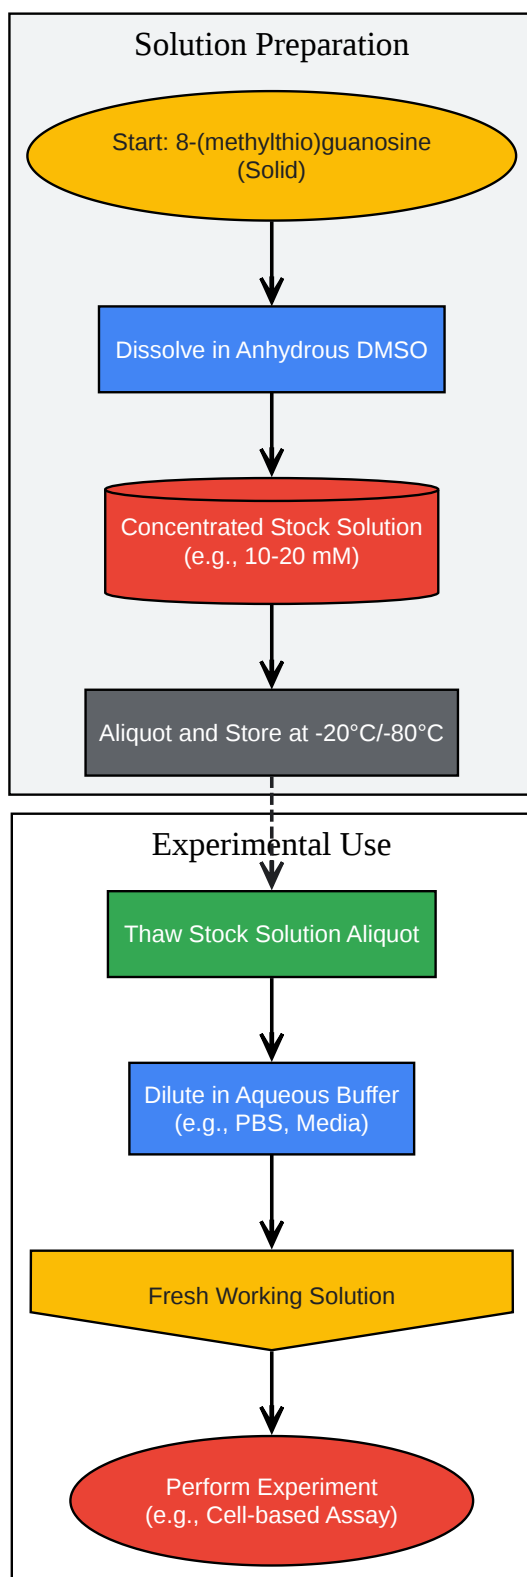 Solution Preparation
Start: 8-(methylthio)guanosine
(Solid)
Dissolve in Anhydrous DMSO
Concentrated Stock Solution
(e.g., 10-20 mM)
Aliquot and Store at -20°C/-80°C
Experimental Use
Thaw Stock Solution Aliquot
Dilute in Aqueous Buffer
(e.g., PBS, Media)
Fresh Working Solution
Perform Experiment
(e.g., Cell-based Assay)